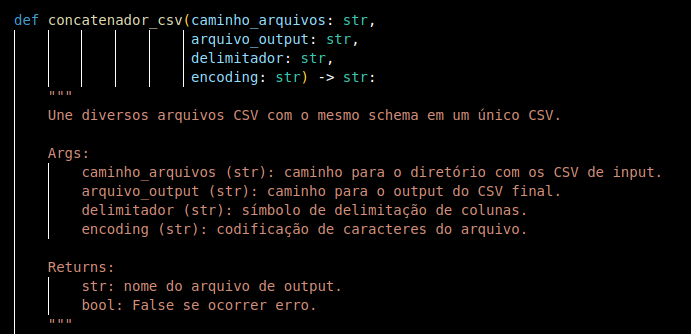 def concatenador_csv(caminho_arquivos: str,
arquivo_output: str,
delimitador: str,
encoding: str) -> str:
"""
Une diversos arquivos CSV com o mesmo schema em um único CSV.
Args:
caminho_arquivos (str): caminho para o diretório com os CSV de input.
arquivo_output (str): caminho para o output do CSV final.
delimitador (str): símbolo de delimitação de colunas.
encoding (str): codificação de caracteres do arquivo.
Returns:
str: nome do arquivo de output.
bool: False se ocorrer erro.
"""